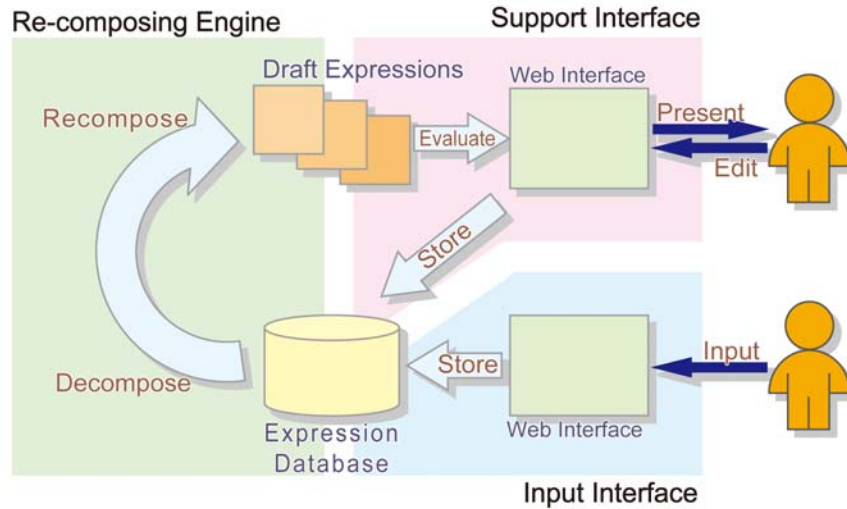 Re-composing Engine
Support Interface
Draft Expressions
Web Interface
Recompose
Evaluate
Present
Edit
Store
Decompose
Store
Input
Expression
Database
Web Interface
Input Interface